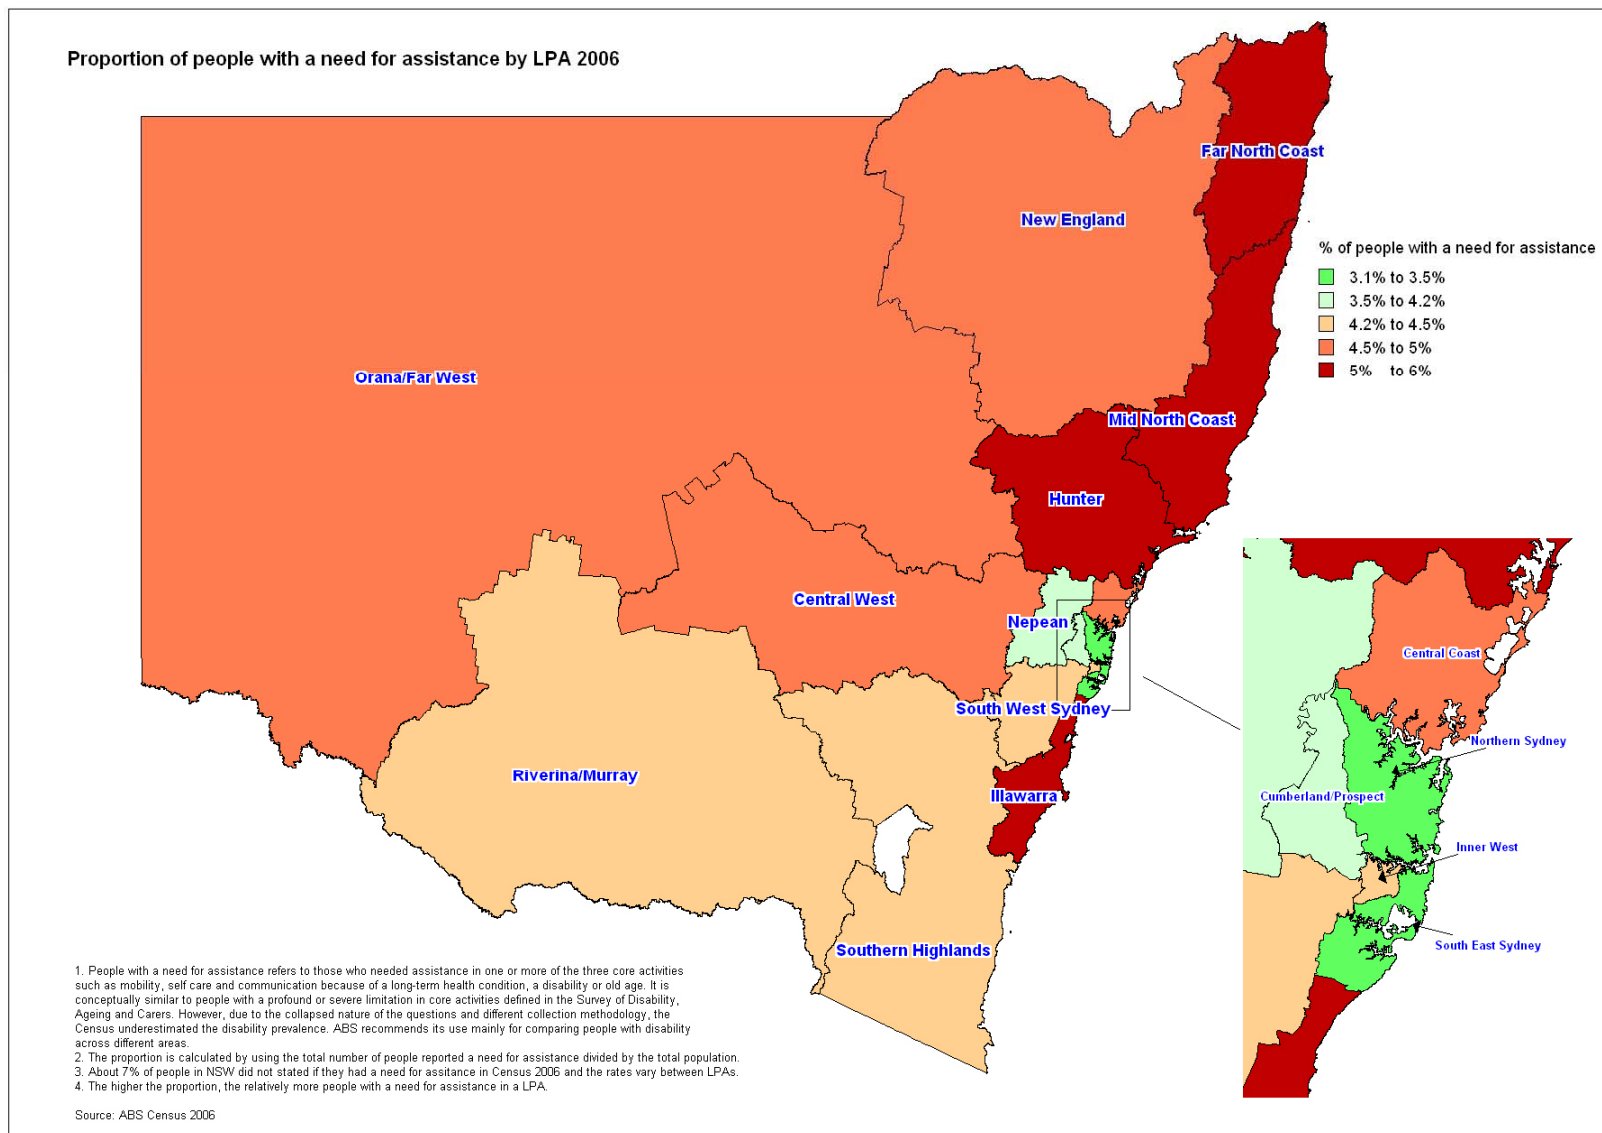 Proportion of people with a need for assistance by LPA 2006
Far North Coast
New England
% of people with a need for assistance
3.1% to 3.5%
3.5% to 4.2%
4.2% to 4.5%
4.5% to 5%
5% to 6%
Orana/Far West
Mid North Coast
Hunter
Central West
Nepean
South West Sydney
Riverina/Murray
Illawarra
Southern Highlands
Central Coast
Northern Sydney
Cumberland/Prospect
Inner West
South East Sydney
1. People with a need for assistance refers to those who needed assistance in one or more of the three core activities
such as mobility, self care and communication because of a long-term health condition, a disability or old age. It is
conceptually similar to people with a profound or severe limitation in core activities defined in the Survey of Disability,
Ageing and Carers. However, due to the collapsed nature of the questions and different collection methodology, the
Census underestimated the disability prevalence. ABS recommends its use mainly for comparing people with disability
across different areas.
2. The proportion is calculated by using the total number of people reported a need for assistance divided by the total population.
3. About 7% of people in NSW did not stated if they had a need for assitance in Census 2006 and the rates vary between LPAs.
4. The higher the proportion, the relatively more people with a need for assistance in a LPA.
Source: ABS Census 2006